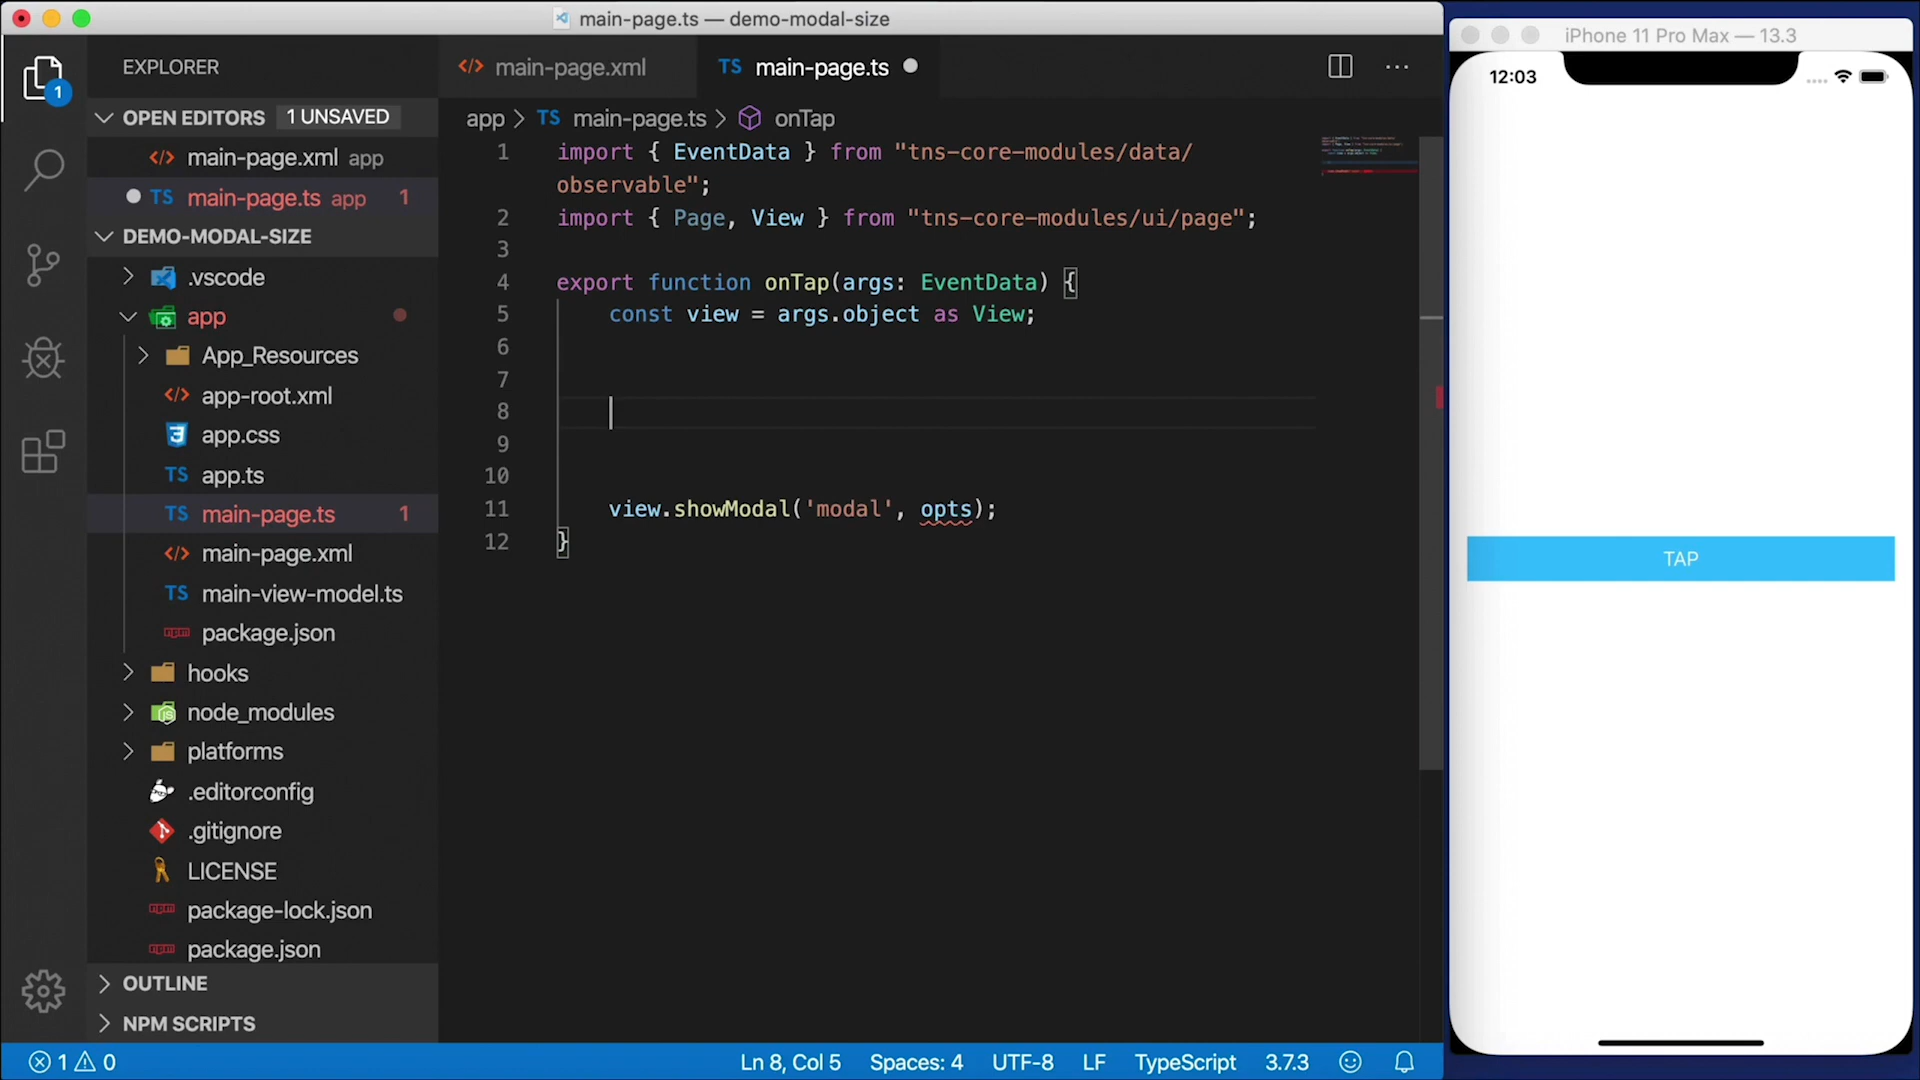 main-page.ts — demo-modal-size
EXPLORER
OPEN EDITORS 1 UNSAVED
main-page.xml app
main-page.ts app 1
DEMO-MODAL-SIZE
.vscode
app
App_Resources
app-root.xml
app.css
app.ts
main-page.ts 1
main-page.xml
main-view-model.ts
package.json
hooks
node_modules
platforms
.editorconfig
.gitignore
LICENSE
package-lock.json
package.json
OUTLINE
NPM SCRIPTS
1
main-page.xml
TS main-page.ts
app > TS main-page.ts > onTap
1 import { EventData } from "tns-core-modules/data/
observable";
2 import { Page, View } from "tns-core-modules/ui/page";
3
4 export function onTap(args: EventData) {
5 const view = args.object as View;
6
7
8
9
10
11 view.showModal('modal', opts);
12 }
1 0
Ln 8, Col 5 Spaces: 4 UTF-8 LF TypeScript 3.7.3
iPhone 11 Pro Max — 13.3
12:03
TAP